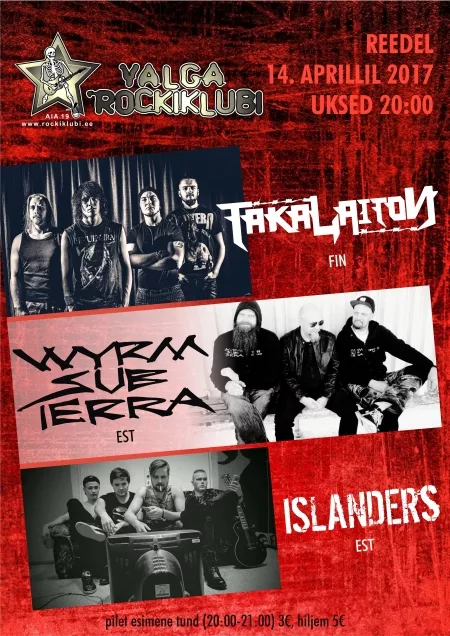 REEDEL
14. APRILLIL 2017
UKSED 20:00
VALGA
ROCKIKLUBI
AIA 19
www.rockiklubi.ee
TAKALAITON
FIN
WYRM
SUB
TERRA
EST
ISLANDERS
EST
pilet esimene tund (20:00-21:00) 3€, hiljem 5€